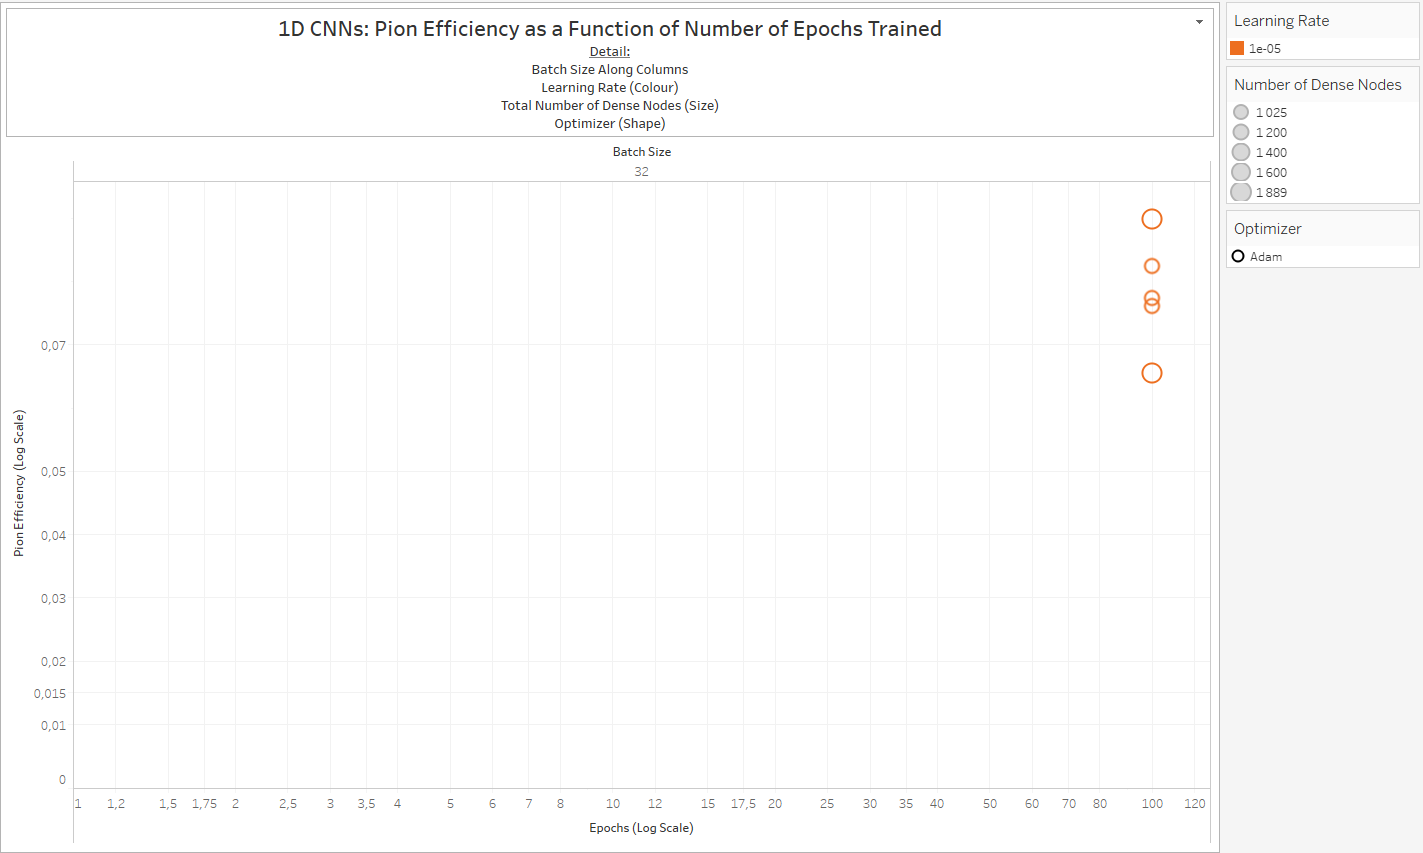 1D CNNs: Pion Efficiency as a Function of Number of Epochs Trained
Detail:
Batch Size Along Columns
Learning Rate (Colour)
Total Number of Dense Nodes (Size)
Optimizer (Shape)
Batch Size
32
Pion Efficiency (Log Scale)
0,07
0,05
0,04
0,03
0,02
0,015
0,01
0
1 1,2 1,5 1,75 2 2,5 3 3,5 4 5 6 7 8 10 12 15 17,5 20 25 30 35 40 50 60 70 80 100 120
Epochs (Log Scale)
Learning Rate
1e-05
Number of Dense Nodes
1 025
1 200
1 400
1 600
1 889
Optimizer
Adam